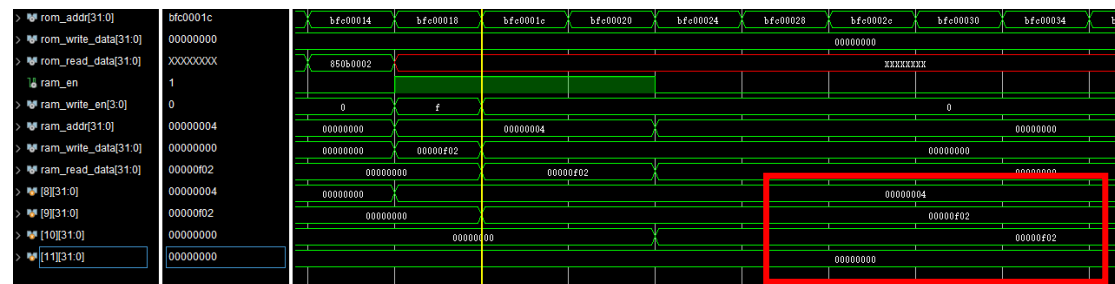 rom_addr[31:0] bfc0001c bfc00014 bfc00018 bfc0001c bfc00020 bfc00024 bfc00028 bfc0002c bfc00030 bfc00034
rom_write_data[31:0] 00000000 00000000
rom_read_data[31:0] XXXXXXXX 850b0002 XXXXXXXX
ram_en 1
ram_write_en[3:0] 0 0 f 0
ram_addr[31:0] 00000004 00000000 00000004 00000000
ram_write_data[31:0] 00000000 00000000 00000f02 00000000
ram_read_data[31:0] 00000f02 00000000 00000f02 00000000
[8][31:0] 00000004 00000000 00000004
[9][31:0] 00000f02 00000000 00000f02
[10][31:0] 00000000 00000000 00000f02
[11][31:0] 00000000 00000000